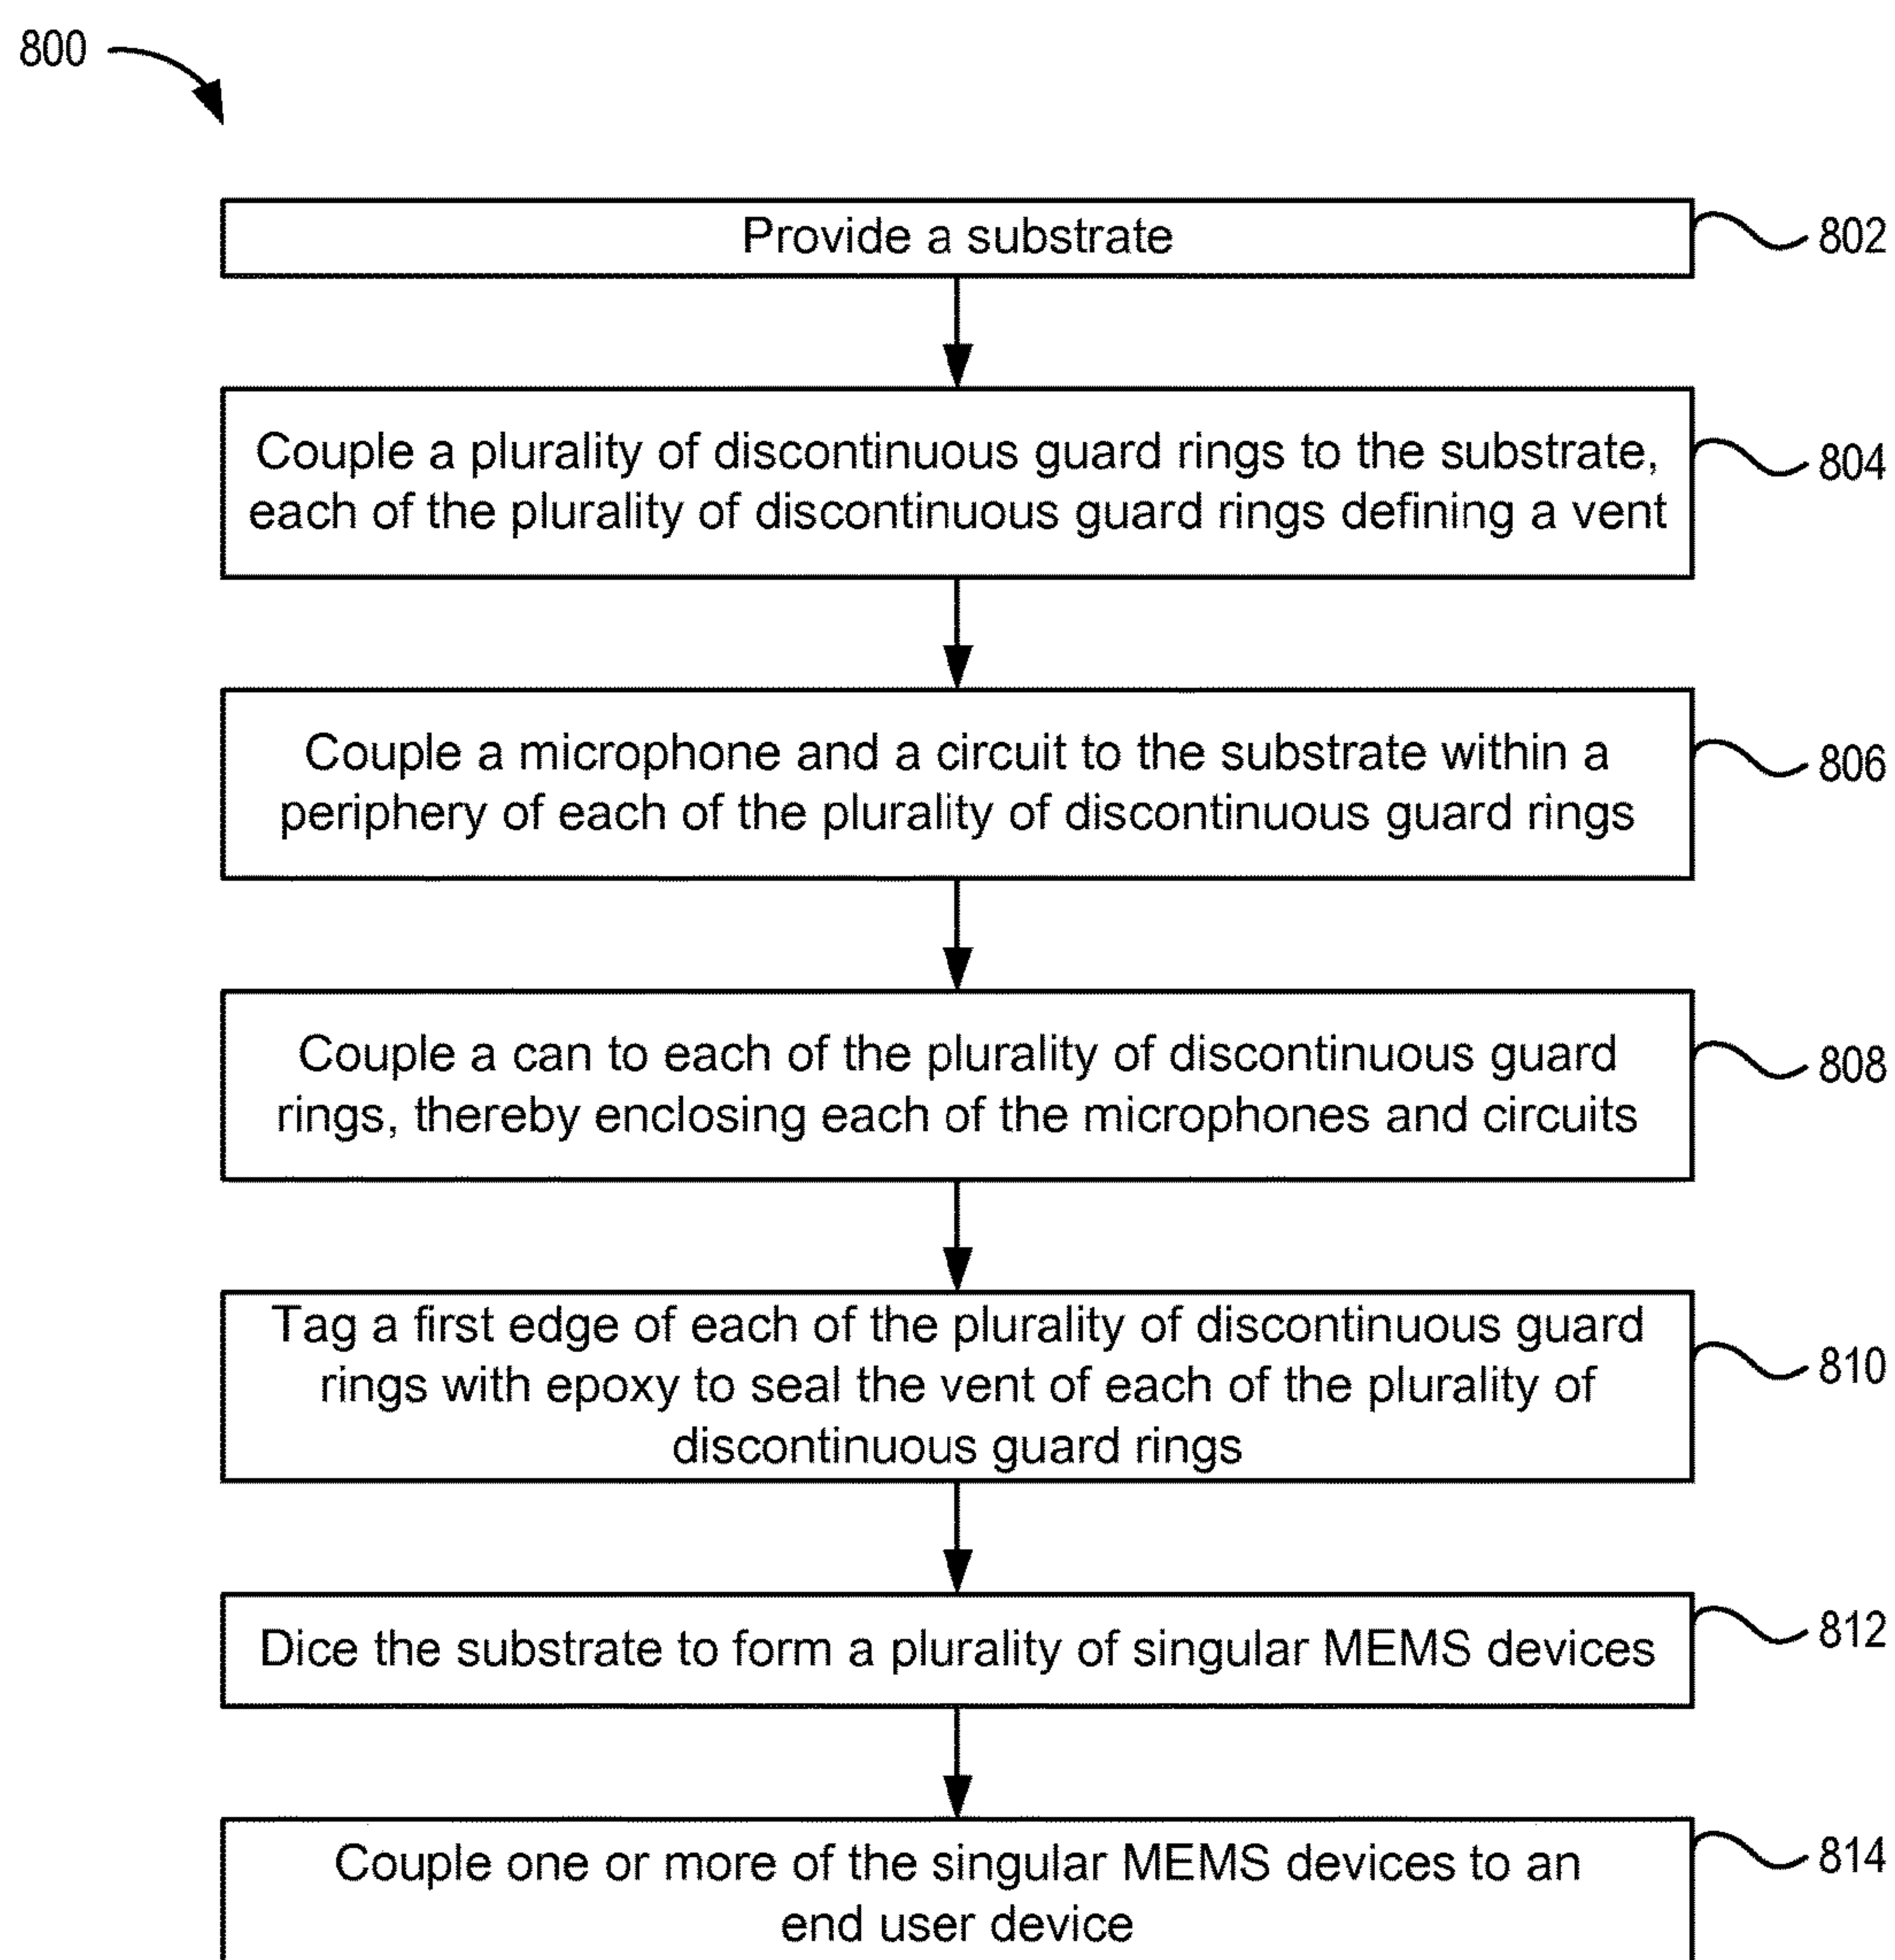 800
Provide a substrate
802
Couple a plurality of discontinuous guard rings to the substrate,
each of the plurality of discontinuous guard rings defining a vent
804
Couple a microphone and a circuit to the substrate within a
periphery of each of the plurality of discontinuous guard rings
806
Couple a can to each of the plurality of discontinuous guard
rings, thereby enclosing each of the microphones and circuits
808
Tag a first edge of each of the plurality of discontinuous guard
rings with epoxy to seal the vent of each of the plurality of
discontinuous guard rings
810
Dice the substrate to form a plurality of singular MEMS devices
812
Couple one or more of the singular MEMS devices to an
end user device
814